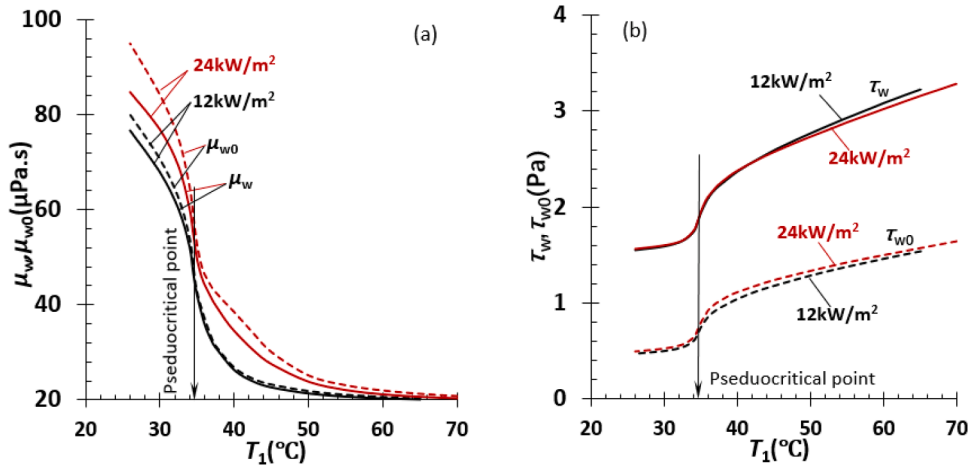 100
80
60
40
20
20
30
40
50
60
70
μw,μw0(μPa.s)
T1(°C)
(a)
24kW/m²
12kW/m²
μw0
μw
Pseduocritical point
4
3
2
1
0
20
30
40
50
60
70
τw, τw0(Pa)
T1(°C)
(b)
12kW/m²
τw
24kW/m²
24kW/m²
τw0
12kW/m²
Pseduocritical point